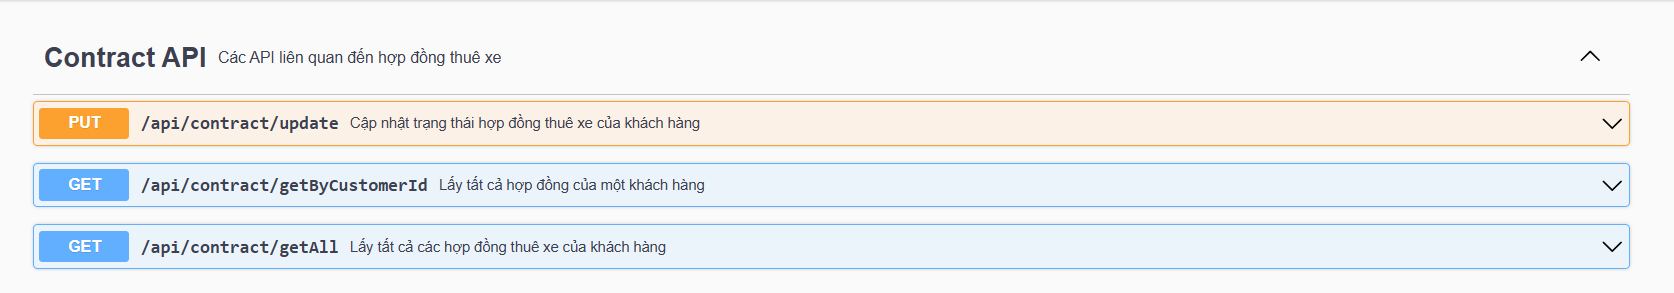 Contract API Các API liên quan đến hợp đồng thuê xe
PUT /api/contract/update Cập nhật trạng thái hợp đồng thuê xe của khách hàng
GET /api/contract/getByCustomerId Lấy tất cả hợp đồng của một khách hàng
GET /api/contract/getAll Lấy tất cả các hợp đồng thuê xe của khách hàng